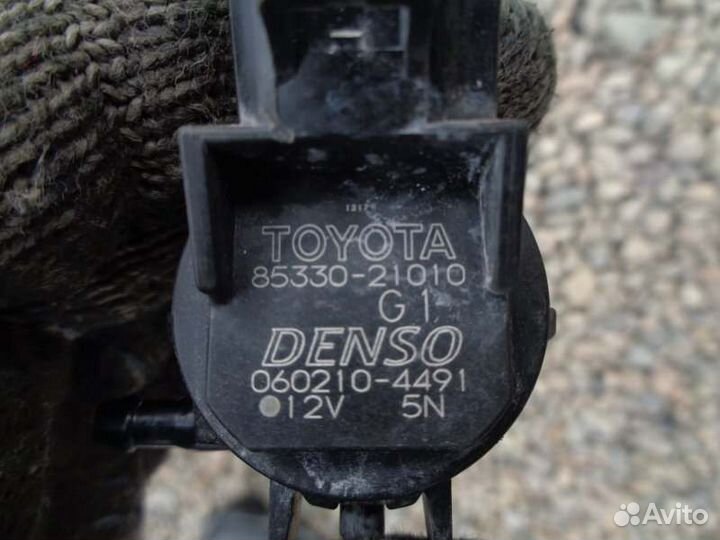 TOYOTA
85330-21010
G1
DENSO
060210-4491
12V 5N
Avito